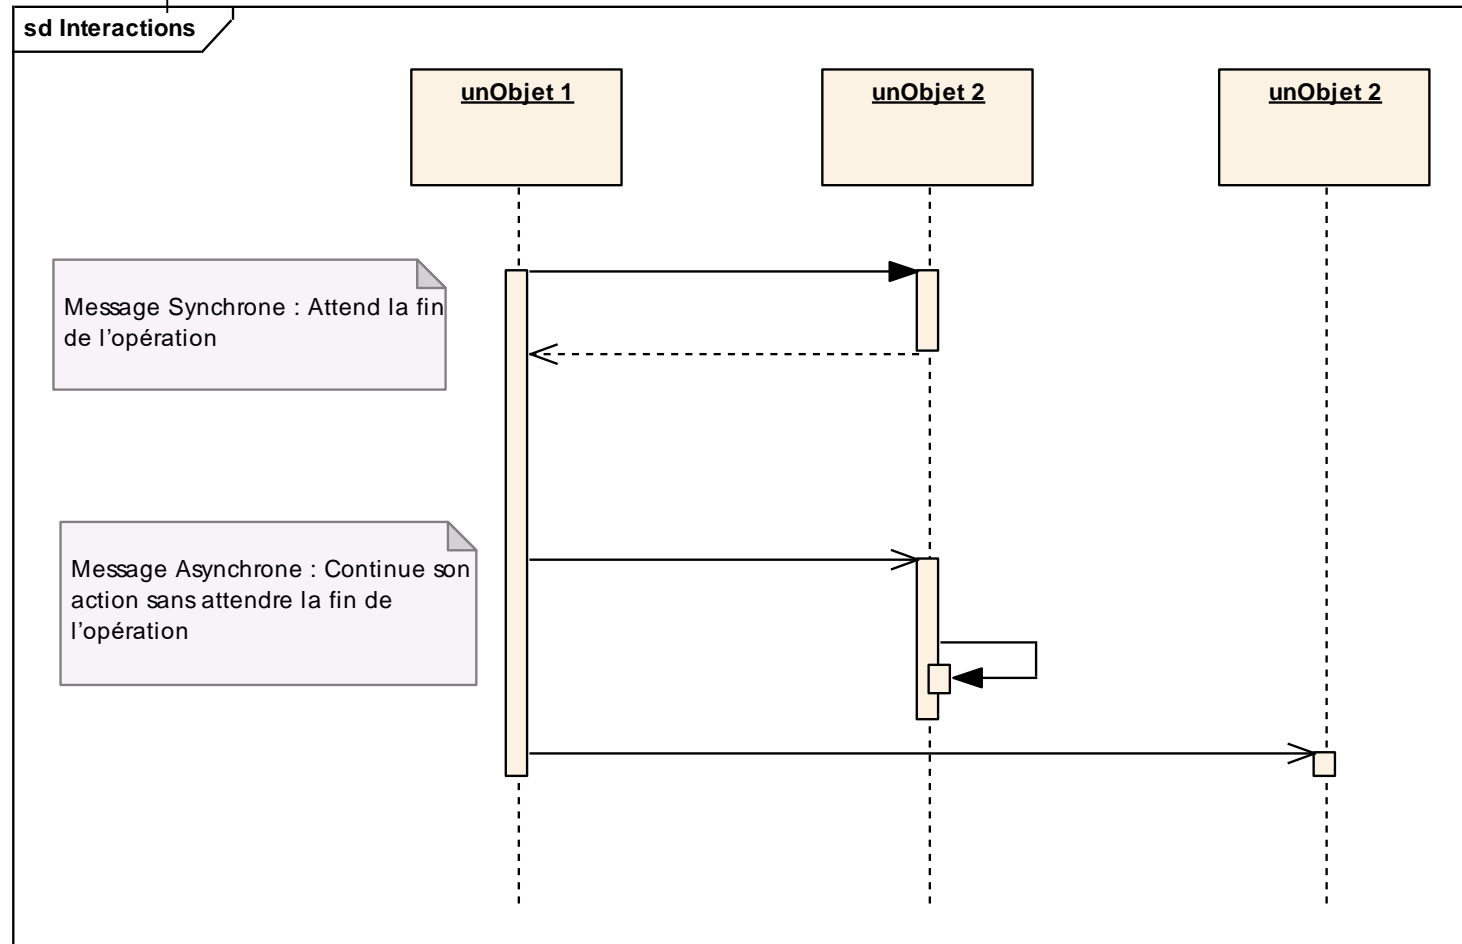 sd Interactions
unObjet 1
unObjet 2
unObjet 2
Message Synchrone : Attend la fin
de l'opération
Message Asynchrone : Continue son
action sans attendre la fin de
l'opération